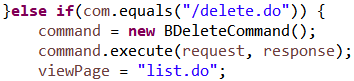 }else if(com.equals("/delete.do")) {
    command = new BDeleteCommand();
    command.execute(request, response);
    viewPage = "list.do";